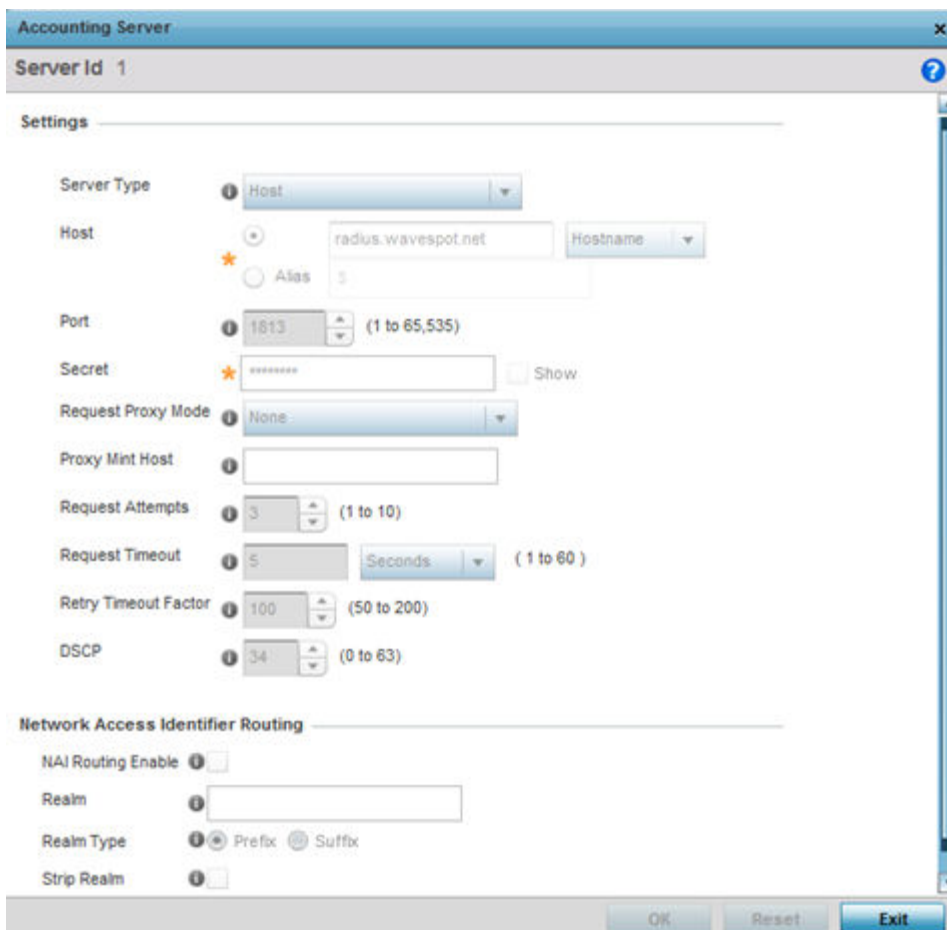 Accounting Server
Server Id 1
Settings
Server Type Host
Host radius.wavespot.net Hostname
Alias $
Port 1813 (1 to 65,535)
Secret ******** Show
Request Proxy Mode None
Proxy Mint Host
Request Attempts 3 (1 to 10)
Request Timeout 5 Seconds ( 1 to 60 )
Retry Timeout Factor 100 (50 to 200)
DSCP 34 (0 to 63)
Network Access Identifier Routing
NAI Routing Enable
Realm
Realm Type Prefix Suffix
Strip Realm
OK Reset Exit